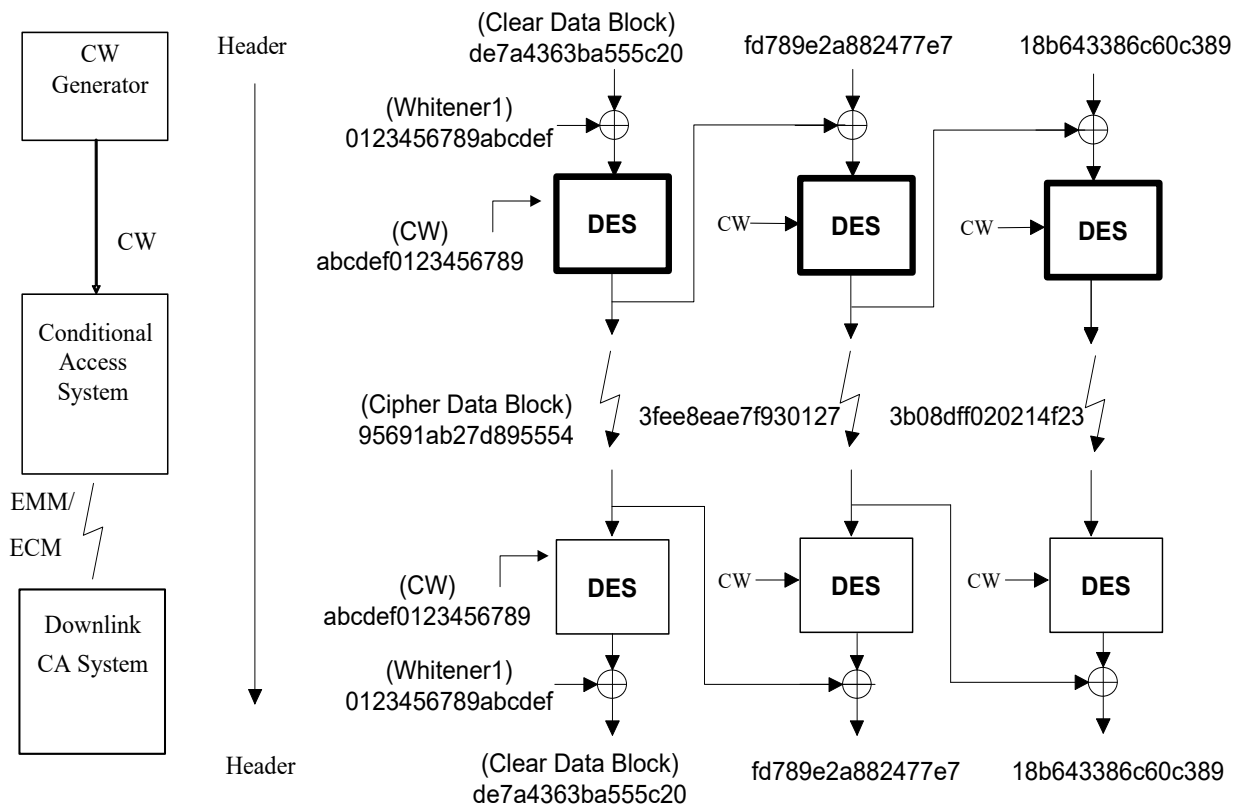 CW
Generator
CW
Conditional
Access
System
EMM/
ECM
Downlink
CA System
Header
Header
(Clear Data Block)
de7a4363ba555c20
fd789e2a882477e7
18b643386c60c389
(Whitener1)
0123456789abcdef
DES
DES
DES
(CW)
abcdef0123456789
CW
CW
(Cipher Data Block)
95691ab27d895554
3fee8eae7f930127
3b08dff020214f23
DES
DES
DES
(CW)
abcdef0123456789
CW
CW
(Whitener1)
0123456789abcdef
(Clear Data Block)
de7a4363ba555c20
fd789e2a882477e7
18b643386c60c389